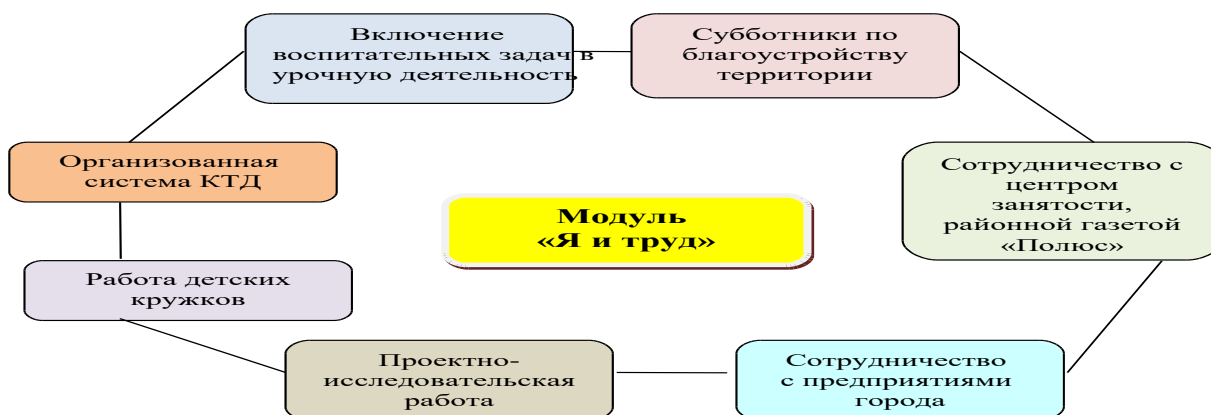 Включение
воспитательных задач в
урочную деятельность
Субботники по
благоустройству
территории
Организованная
система КТД
Сотрудничество с
центром
занятости,
районной газетой
«Полюс»
Модуль
«Я и труд»
Работа детских
кружков
Проектно-
исследовательская
работа
Сотрудничество
с предприятиями
города